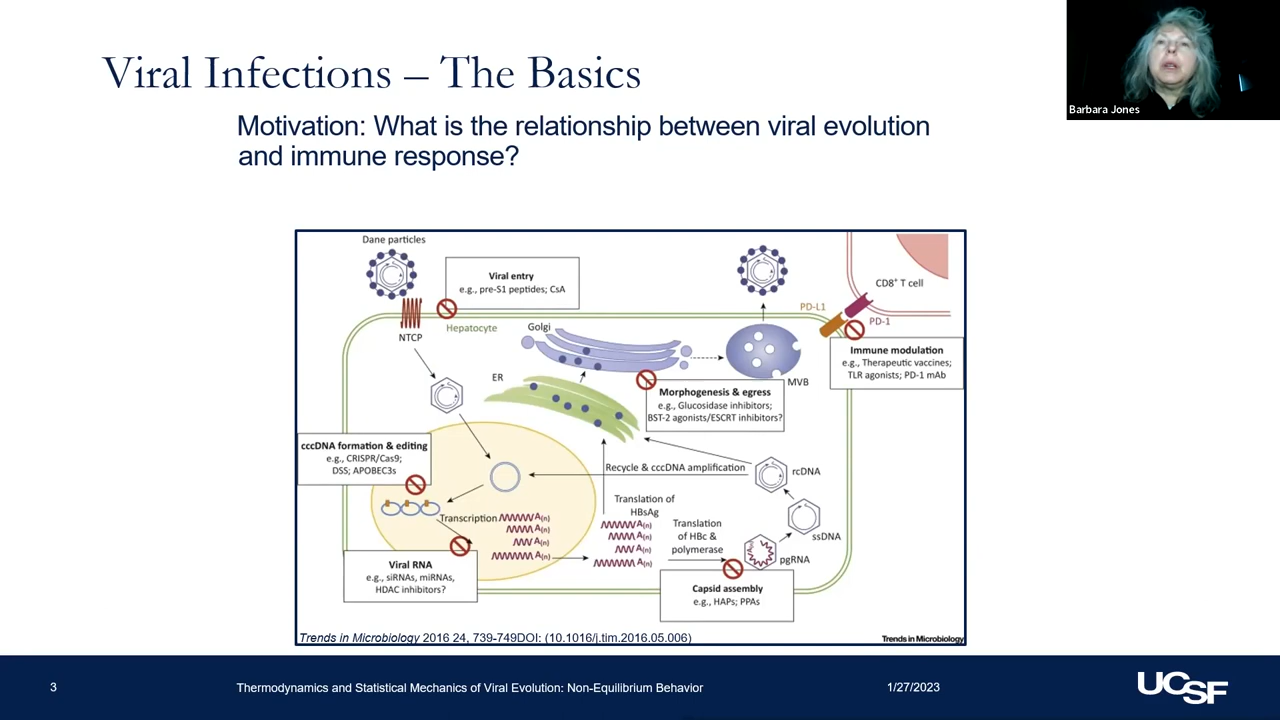 Viral Infections – The Basics
Motivation: What is the relationship between viral evolution
and immune response?
Barbara Jones
Dane particles
Viral entry
e.g., pre-S1 peptides; CsA
NTCP
Hepatocyte
Golgi
ER
MVB
PD-L1
CD8⁺ T cell
PD-1
Immune modulation
e.g., Therapeutic vaccines;
TLR agonists; PD-1 mAb
Morphogenesis & egress
e.g., Glucosidase inhibitors;
BST-2 agonists/ESCRT inhibitors?
cccDNA formation & editing
e.g., CRISPR/Cas9;
DSS; APOBEC3s
Recycle & cccDNA amplification
rcDNA
Transcription
A(n)
A(n)
A(n)
A(n)
Translation of
HBsAg
A(n)
A(n)
A(n)
A(n)
Translation
of HBc &
polymerase
ssDNA
pgRNA
Viral RNA
e.g., siRNAs, miRNAs,
HDAC inhibitors?
Capsid assembly
e.g., HAPs; PPAs
Trends in Microbiology 2016 24, 739-749DOI: (10.1016/j.tim.2016.05.006)
Trends in Microbiology
3
Thermodynamics and Statistical Mechanics of Viral Evolution: Non-Equilibrium Behavior
1/27/2023
UCSF